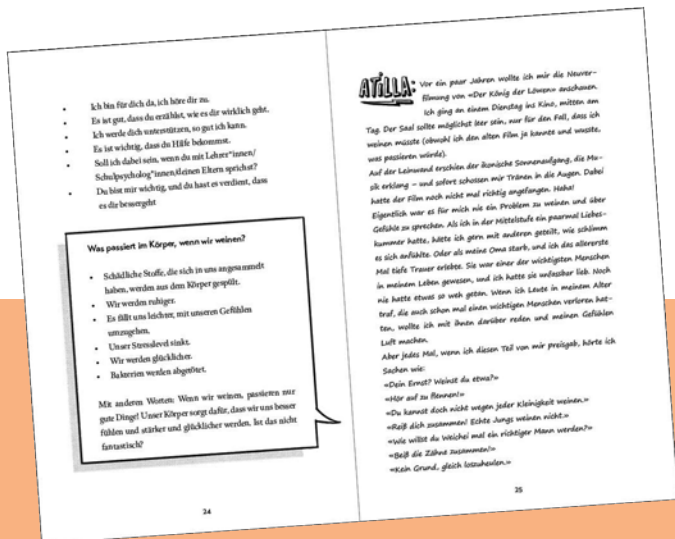 • Ich bin für dich da, ich höre dir zu.
• Es ist gut, dass du erzählst, wie es dir wirklich geht.
• Ich werde dich unterstützen, so gut ich kann.
• Es ist wichtig, dass du Hilfe bekommst.
• Soll ich dabei sein, wenn du mit Lehrer*innen/
Schulpsycholog*innen/deinen Eltern sprichst?
• Du bist mir wichtig, und du hast es verdient, dass
es dir bessergeht
Was passiert im Körper, wenn wir weinen?
• Schädliche Stoffe, die sich in uns angesammelt
haben, werden aus dem Körper gespült.
• Wir werden ruhiger.
• Es fällt uns leichter, mit unseren Gefühlen
umzugehen.
• Unser Stresslevel sinkt.
• Wir werden glücklicher.
• Bakterien werden abgetötet.
Mit anderen Worten: Wenn wir weinen, passieren nur
gute Dinge! Unser Körper sorgt dafür, dass wir uns besser
fühlen und stärker und glücklicher werden. Ist das nicht
fantastisch?
24
ATILLA: Vor ein paar Jahren wollte ich mir die Neuver-
filmung von «Der König der Löwen» anschauen.
Ich ging an einem Dienstag ins Kino, mitten am
Tag. Der Saal sollte möglichst leer sein, nur für den Fall, dass ich
weinen müsste (obwohl ich den alten Film ja kannte und wusste,
was passieren würde).
Auf der Leinwand erschien der ikonische Sonnenaufgang, die Mu-
sik erklang – und sofort schossen mir Tränen in die Augen. Dabei
hatte der Film noch nicht mal richtig angefangen. Haha!
Eigentlich war es für mich nie ein Problem zu weinen und über
Gefühle zu sprechen. Als ich in der Mittelstufe ein paarmal Liebes-
kummer hatte, hätte ich gern mit anderen geteilt, wie schlimm
es sich anfühlte. Oder als meine Oma starb, und ich das allererste
Mal tiefe Trauer erlebte. Sie war einer der wichtigsten Menschen
in meinem Leben gewesen, und ich hatte sie unfassbar lieb. Noch
nie hatte etwas so weh getan. Wenn ich Leute in meinem Alter
traf, die auch schon mal einen wichtigen Menschen verloren hat-
ten, wollte ich mit ihnen darüber reden und meinen Gefühlen
Luft machen.
Aber jedes Mal, wenn ich diesen Teil von mir preisgab, hörte ich
Sachen wie:
«Dein Ernst? Weinst du etwa?»
«Hör auf zu flennen!»
«Du kannst doch nicht wegen jeder Kleinigkeit weinen.»
«Reiß dich zusammen! Echte Jungs weinen nicht.»
«Wie willst du Weichei mal ein richtiger Mann werden?»
«Beiß die Zähne zusammen!»
«Kein Grund, gleich loszuheulen.»
25